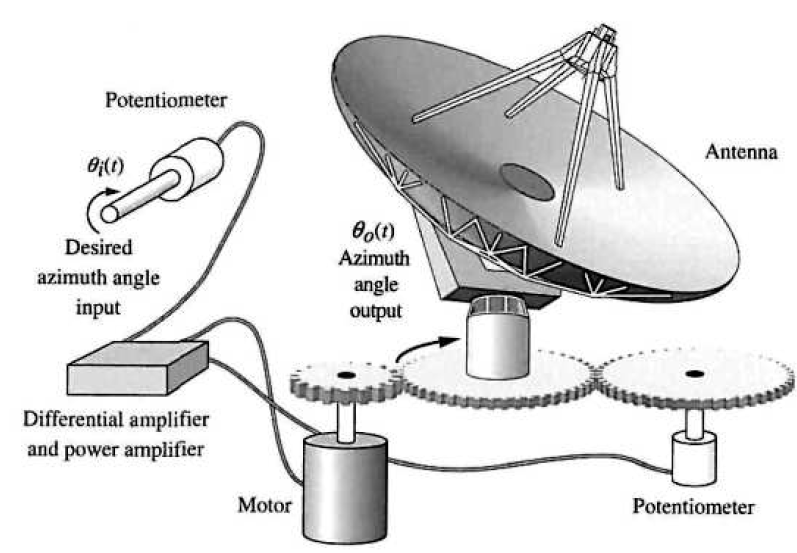 Potentiometer
θi(t)
Desired
azimuth angle
input
Antenna
θo(t)
Azimuth
angle
output
Differential amplifier
and power amplifier
Motor
Potentiometer